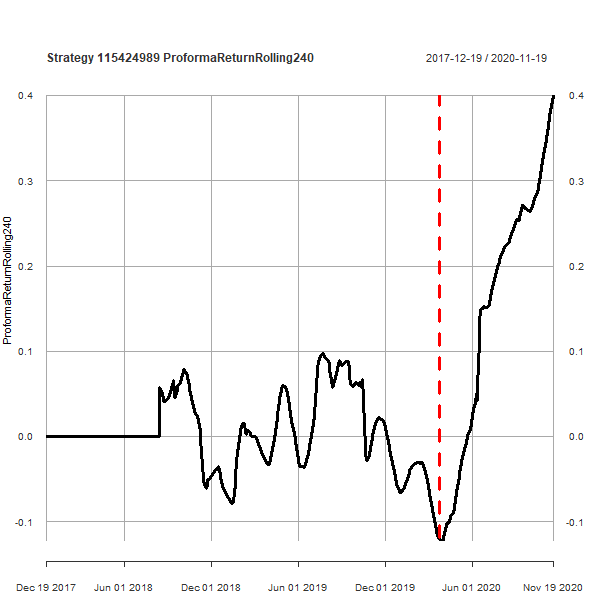 Strategy 115424989 ProformaReturnRolling240
2017-12-19 / 2020-11-19
0.4
0.4
0.3
0.3
0.2
0.2
0.1
0.1
0.0
0.0
-0.1
-0.1
ProformaReturnRolling240
Dec 19 2017
Jun 01 2018
Dec 01 2018
Jun 01 2019
Dec 01 2019
Jun 01 2020
Nov 19 2020